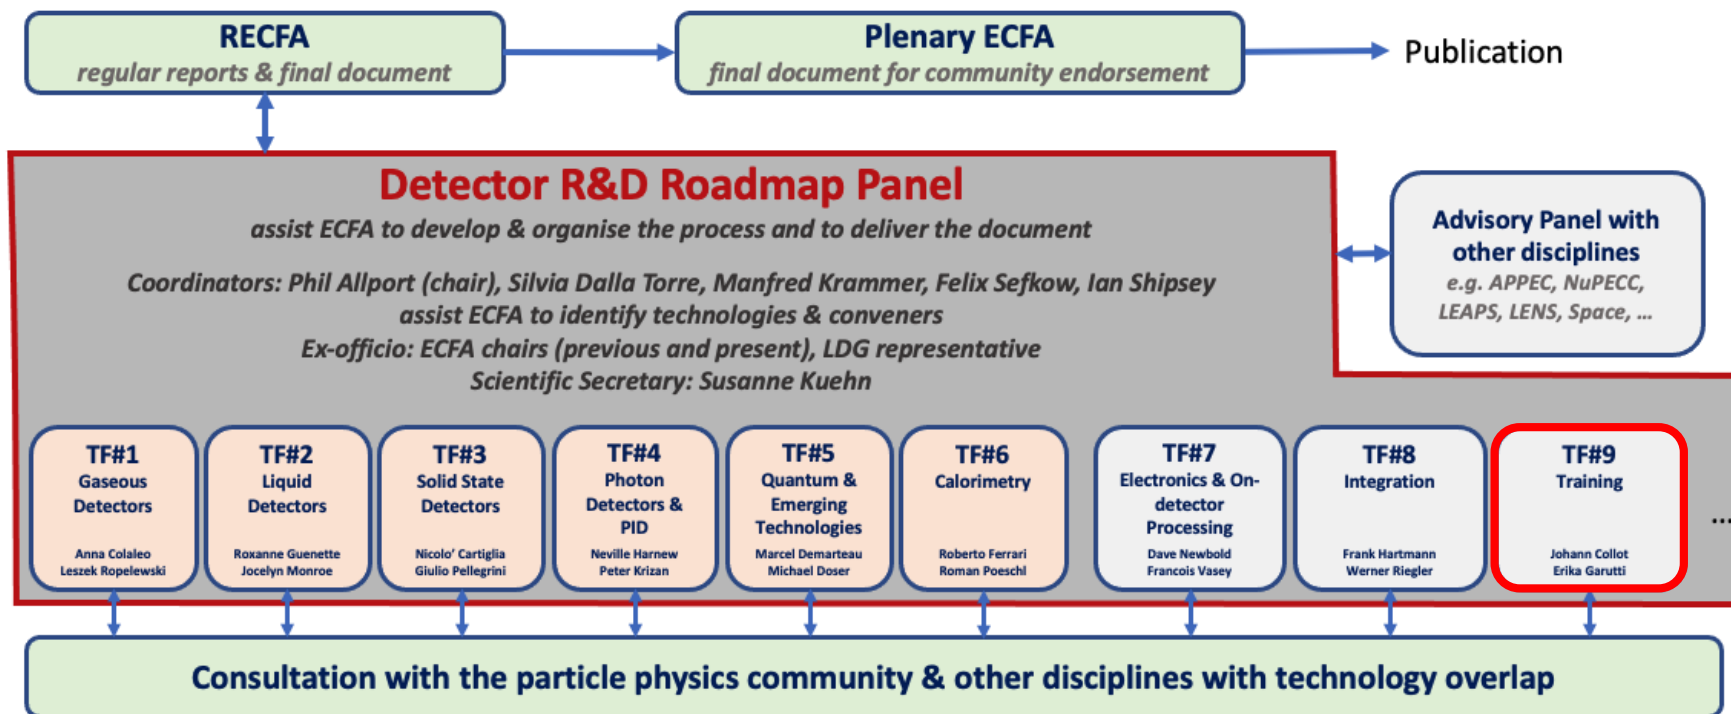 RECFA
regular reports & final document
Plenary ECFA
final document for community endorsement
Publication
Detector R&D Roadmap Panel
assist ECFA to develop & organise the process and to deliver the document
Coordinators: Phil Allport (chair), Silvia Dalla Torre, Manfred Krammer, Felix Sefkow, Ian Shipsey
assist ECFA to identify technologies & conveners
Ex-officio: ECFA chairs (previous and present), LDG representative
Scientific Secretary: Susanne Kuehn
Advisory Panel with
other disciplines
e.g. APPEC, NuPECC,
LEAPS, LENS, Space, …
TF#1
Gaseous
Detectors
Anna Colaleo
Leszek Ropelewski
TF#2
Liquid
Detectors
Roxanne Guenette
Jocelyn Monroe
TF#3
Solid State
Detectors
Nicolo' Cartiglia
Giulio Pellegrini
TF#4
Photon
Detectors &
PID
Neville Harnew
Peter Krizan
TF#5
Quantum &
Emerging
Technologies
Marcel Demarteau
Michael Doser
TF#6
Calorimetry
Roberto Ferrari
Roman Poeschl
TF#7
Electronics & On-
detector
Processing
Dave Newbold
Francois Vasey
TF#8
Integration
Frank Hartmann
Werner Riegler
TF#9
Training
Johann Collot
Erika Garutti
...
Consultation with the particle physics community & other disciplines with technology overlap